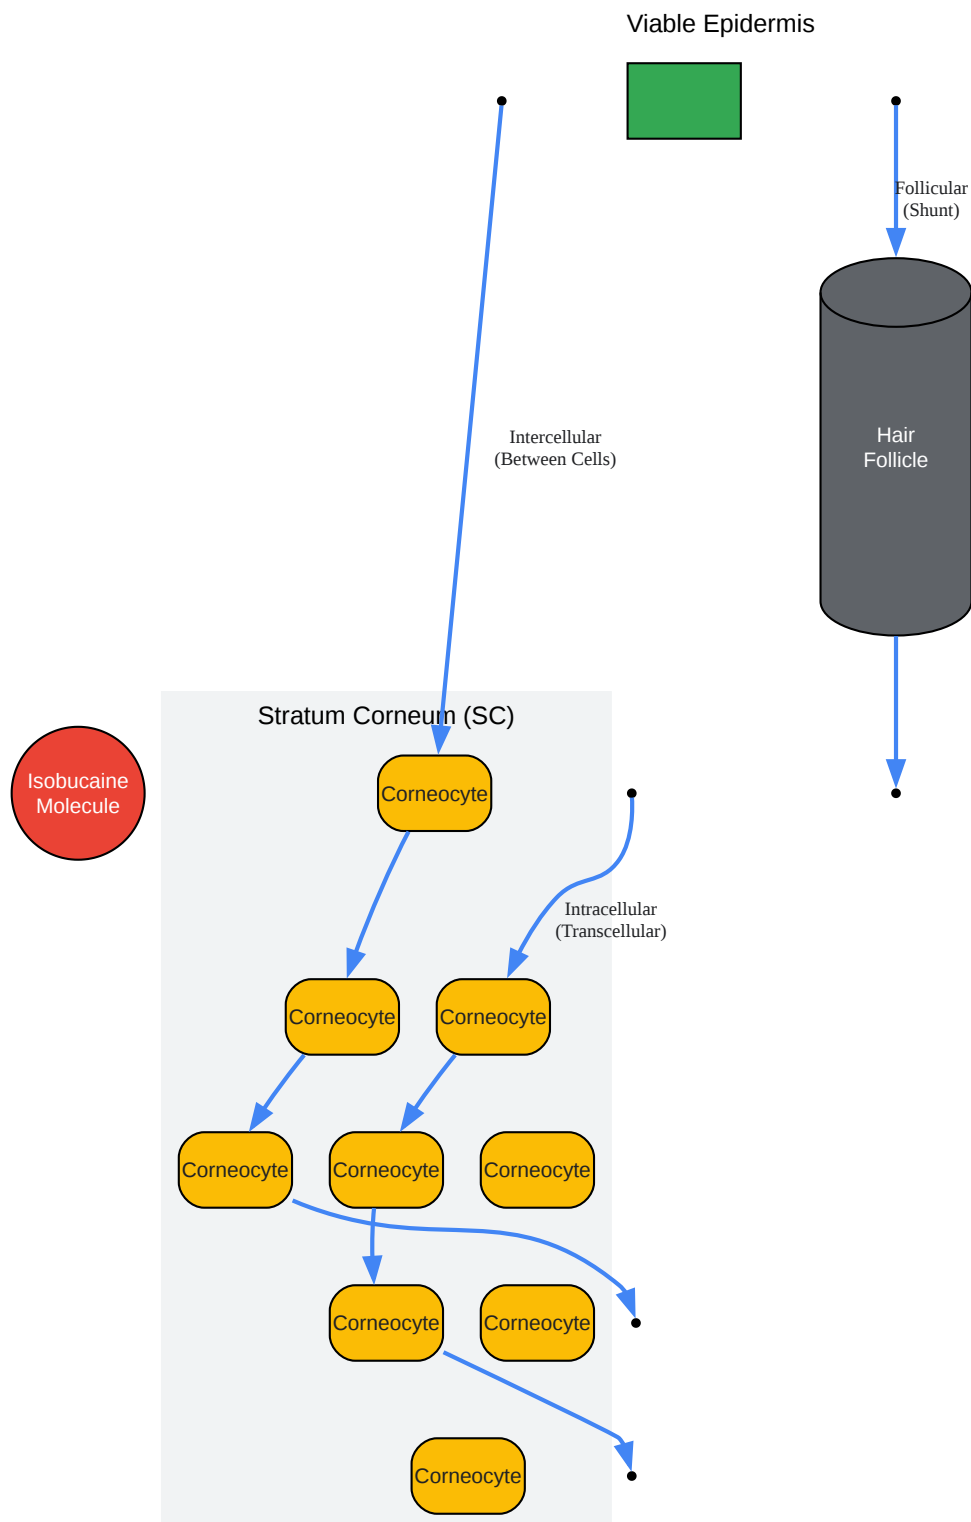 Viable Epidermis
Follicular
(Shunt)
Hair
Follicle
Intercellular
(Between Cells)
Stratum Corneum (SC)
Isobucaine
Molecule
Corneocyte
Intracellular
(Transcellular)
Corneocyte
Corneocyte
Corneocyte
Corneocyte
Corneocyte
Corneocyte
Corneocyte
Corneocyte